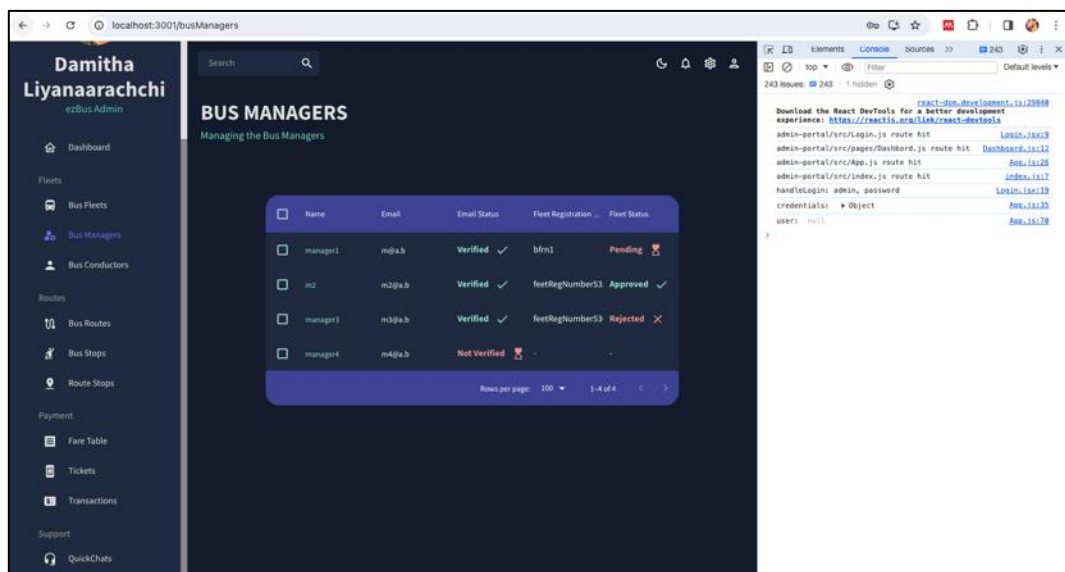 localhost:3001/busManagers
Damitha
Liyanaarachchi
ezBus Admin
Dashboard
Fleets
Bus Fleets
Bus Managers
Bus Conductors
Routes
Bus Routes
Bus Stops
Route Stops
Payment
Fare Table
Tickets
Transactions
Support
QuickChats
Search
BUS MANAGERS
Managing the Bus Managers
Name Email Email Status Fleet Registration ... Fleet Status
manager1 m@a.b Verified bfrn1 Pending
m2 m2@a.b Verified feetRegNumber53 Approved
manager3 m3@a.b Verified feetRegNumber53 Rejected
manager4 m4@a.b Not Verified - -
Rows per page: 100 1–4 of 4
Elements Console Sources 243
top Filter Default levels
243 Issues: 243 1 hidden
react-dom.development.js:29840
Download the React DevTools for a better development
experience: https://reactjs.org/link/react-devtools
admin-portal/src/Login.js route hit Login.jsx:9
admin-portal/src/pages/Dashbord.js route hit Dashboard.js:12
admin-portal/src/App.js route hit App.js:26
admin-portal/src/index.js route hit index.js:7
handleLogin: admin, password Login.jsx:19
credentials: Object App.js:35
user: null App.js:70